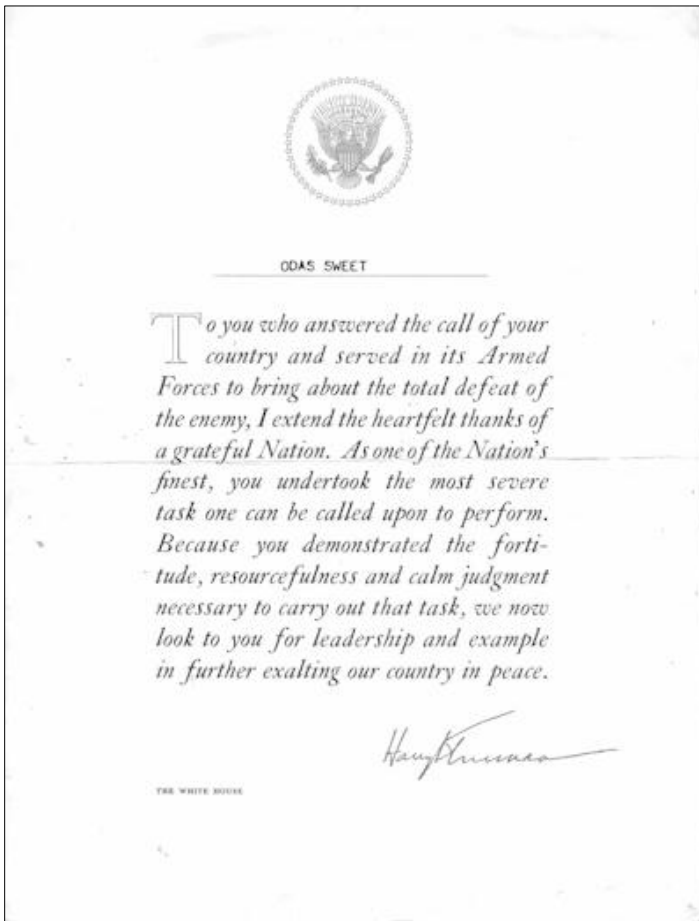 ODAS SWEET
To you who answered the call of your
country and served in its Armed
Forces to bring about the total defeat of
the enemy, I extend the heartfelt thanks of
a grateful Nation. As one of the Nation's
finest, you undertook the most severe
task one can be called upon to perform.
Because you demonstrated the forti-
tude, resourcefulness and calm judgment
necessary to carry out that task, we now
look to you for leadership and example
in further exalting our country in peace.
Harry Truman
THE WHITE HOUSE